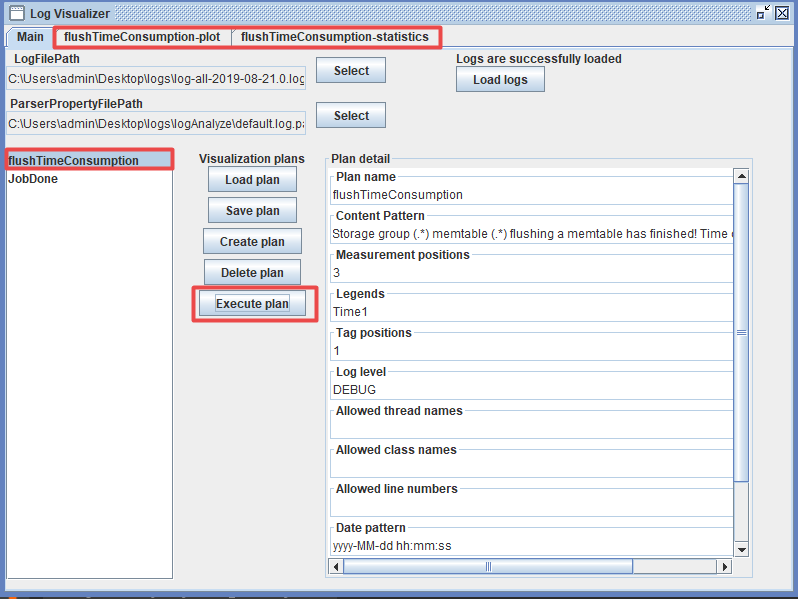 Log Visualizer
Main flushTimeConsumption-plot flushTimeConsumption-statistics
LogFilePath
C:\Users\admin\Desktop\logs\log-all-2019-08-21.0.log
Select
Logs are successfully loaded
Load logs
ParserPropertyFilePath
C:\Users\admin\Desktop\logs\logAnalyze\default.log.pa
Select
flushTimeConsumption
JobDone
Visualization plans
Load plan
Save plan
Create plan
Delete plan
Execute plan
Plan detail
Plan name
flushTimeConsumption
Content Pattern
Storage group (.*) memtable (.*) flushing a memtable has finished! Time
Measurement positions
3
Legends
Time1
Tag positions
1
Log level
DEBUG
Allowed thread names
Allowed class names
Allowed line numbers
Date pattern
yyyy-MM-dd hh:mm:ss